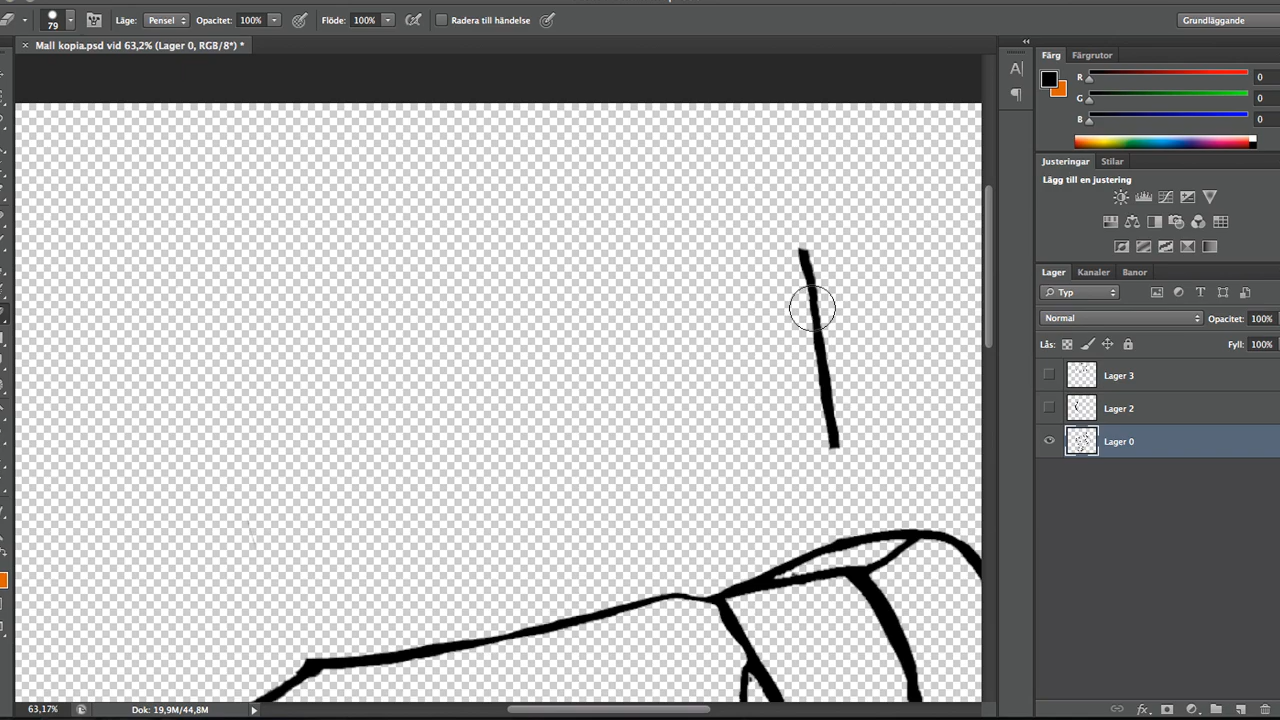 79 Läge: Pensel Opacitet: 100% Flöde: 100% Radera till händelse Grundläggande
× Mall kopia.psd vid 63,2% (Lager 0, RGB/8*) *
Färg Färgrutor
R 0
G 0
B 0
Justeringar Stilar
Lägg till en justering
Lager Kanaler Banor
Typ
Normal Opacitet: 100%
Lås: Fyll: 100%
Lager 3
Lager 2
Lager 0
63,17% Dok: 19,9M/44,8M